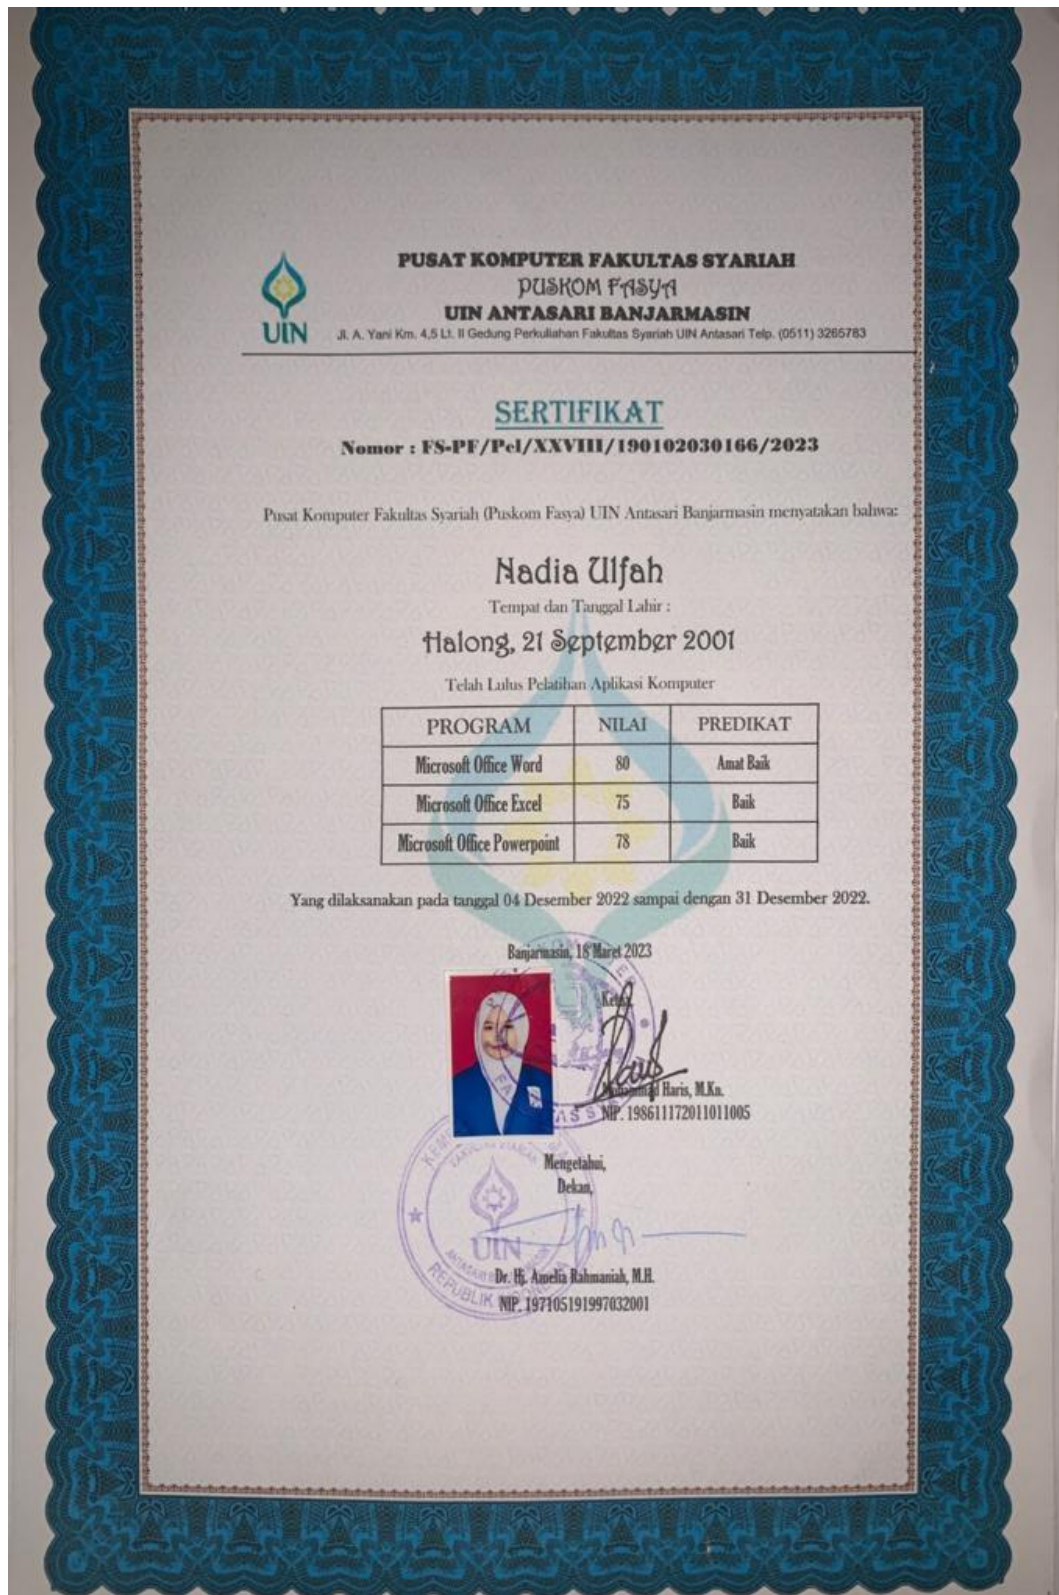 UIN
PUSAT KOMPUTER FAKULTAS SYARIAH
PUSKOM FASYA
UIN ANTASARI BANJARMASIN
Jl. A. Yani Km. 4,5 Lt. II Gedung Perkuliahan Fakultas Syariah UIN Antasari Telp. (0511) 3265783
SERTIFIKAT
Nomor : FS-PF/Pel/XXVIII/190102030166/2023
Pusat Komputer Fakultas Syariah (Puskom Fasya) UIN Antasari Banjarmasin menyatakan bahwa:
Nadia Ulfah
Tempat dan Tanggal Lahir :
Halong, 21 September 2001
Telah Lulus Pelatihan Aplikasi Komputer
PROGRAM NILAI PREDIKAT
Microsoft Office Word 80 Amat Baik
Microsoft Office Excel 75 Baik
Microsoft Office Powerpoint 78 Baik
Yang dilaksanakan pada tanggal 04 Desember 2022 sampai dengan 31 Desember 2022.
Banjarmasin, 18 Maret 2023
Ketua,
Haris, M.Kn.
NIP. 198611172011011005
Mengetahui,
Dekan,
UIN
REPUBLIK
Dr. Hj. Amelia Rahmaniah, M.H.
NIP. 197105191997032001